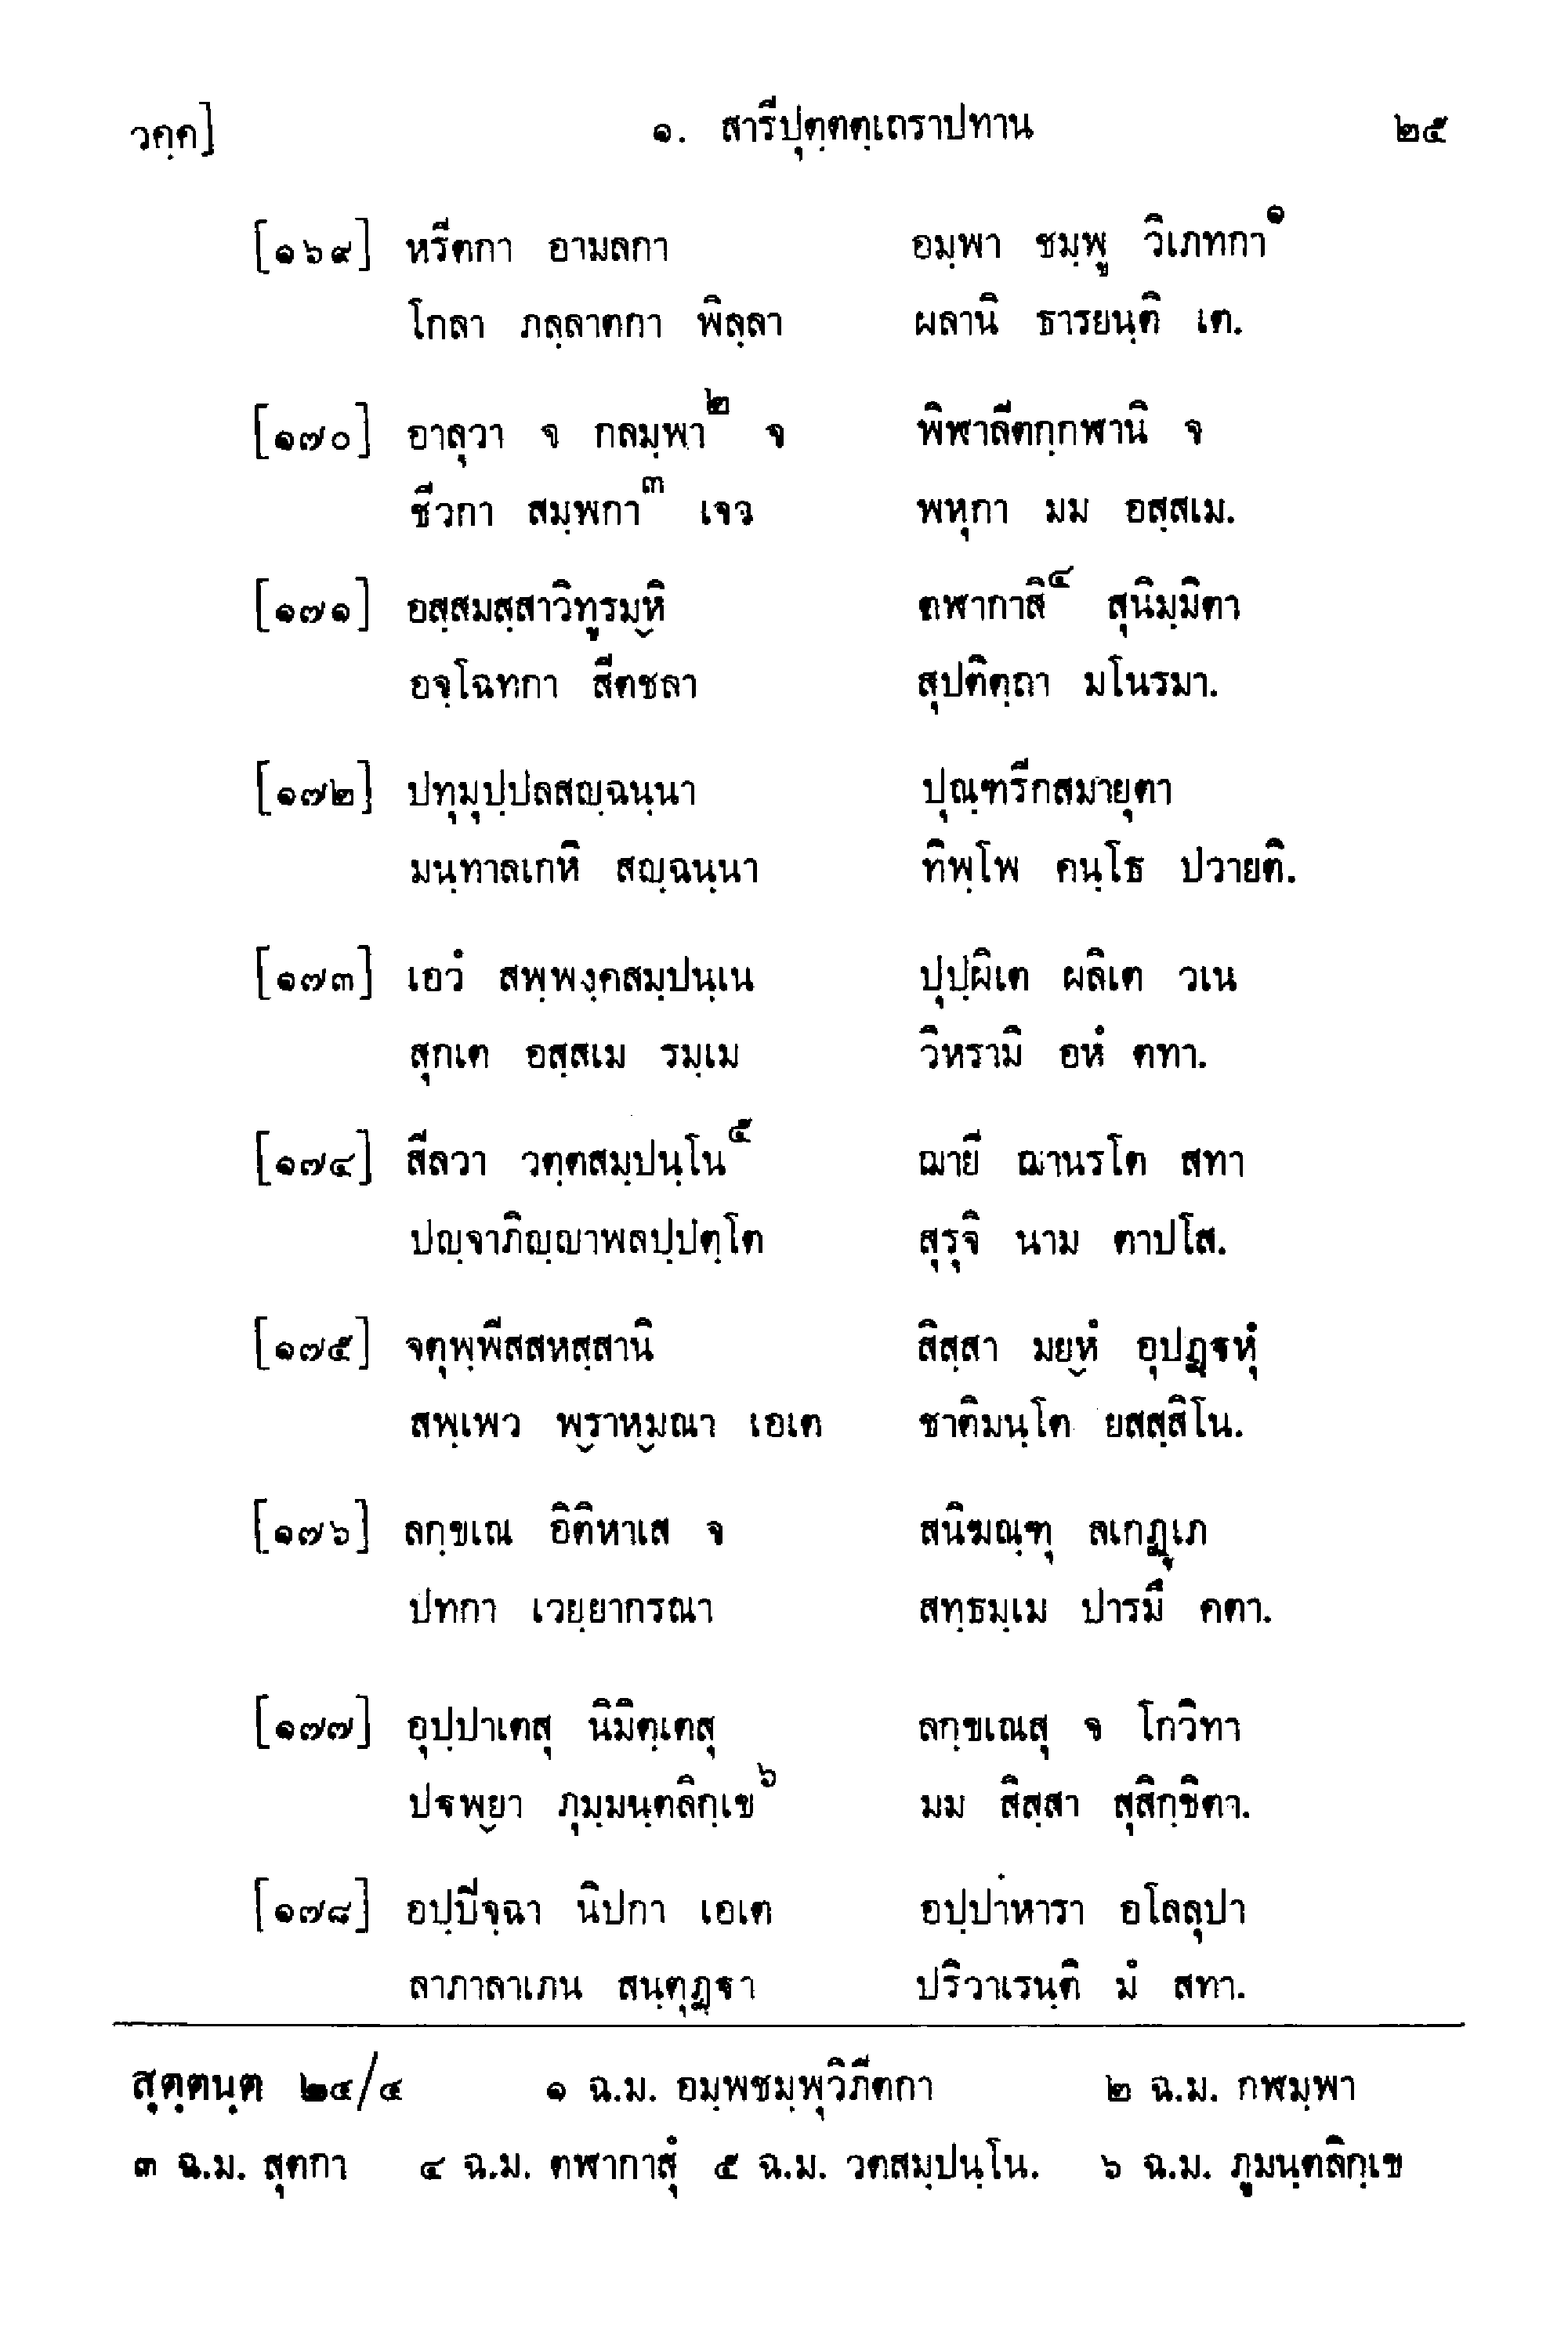 วคฺค] ๑. สารีปุตฺตตฺเถราปทาน ๒๕
[๑๖๙] หรีตกา อามลกา อมฺพา ชมฺพู วิเภทกา๑
โกลา ภลฺลาตกา พิลฺลา ผลานิ ธารยนฺติ เต.
[๑๗๐] อาลุวา จ กลมฺพา๒ จ พิฬาลีตกฺกฬานิ จ
ชีวกา สมฺพกา๓ เจว พหุกา มม อสฺสเม.
[๑๗๑] อสฺสมสฺสาวิทูรมฺหิ ตฬากาสิ๔ สุนิมฺมิตา
อจฺโฉทกา สีตชลา สุปติตฺถา มโนรมา.
[๑๗๒] ปทุมุปฺปลสญฺฉนฺนา ปุณฺฑรีกสมายุตา
มนฺทาลเกหิ สญฺฉนฺนา ทิพฺโพ คนฺโธ ปวายติ.
[๑๗๓] เอวํ สพฺพงฺคสมฺปนฺเน ปุปฺผิเต ผลิเต วเน
สุกเต อสฺสเม รมฺเม วิหรามิ อหํ ตทา.
[๑๗๔] สีลวา วตฺตสมฺปนฺโน๕ ฌายี ฌานรโต สทา
ปญฺจาภิญฺญาพลปฺปตฺโต สุรุจิ นาม ตาปโส.
[๑๗๕] จตุพฺพีสสหสฺสานิ สิสฺสา มยฺหํ อุปฏฺฐหุํ
สพฺเพว พฺราหฺมณา เอเต ชาติมนฺโต ยสสฺสิโน.
[๑๗๖] ลกฺขเณ อิติหาเส จ สนิฆณฺฑุ สเกฏุเภ
ปทกา เวยฺยากรณา สทฺธมฺเม ปารมึ คตา.
[๑๗๗] อุปฺปาเตสุ นิมิตฺเตสุ ลกฺขเณสุ จ โกวิทา
ปฐพฺยา ภุมฺมนฺตลิกฺเข๖ มม สิสฺสา สุสิกฺขิตา.
[๑๗๘] อปฺปิจฺฉา นิปกา เอเต อปฺปาหารา อโลลุปา
ลาภาลาเภน สนฺตุฏฺฐา ปริวาเรนฺติ มํ สทา.
สุตฺตนฺต ๒๔/๔ ๑ ฉ.ม. อมฺพชมฺพุวิภีตกา ๒ ฉ.ม. กฬมฺพา
๓ ฉ.ม. สุตกา ๔ ฉ.ม. ตฬากาสุํ ๕ ฉ.ม. วตสมฺปนฺโน. ๖ ฉ.ม. ภูมนฺตลิกฺเข